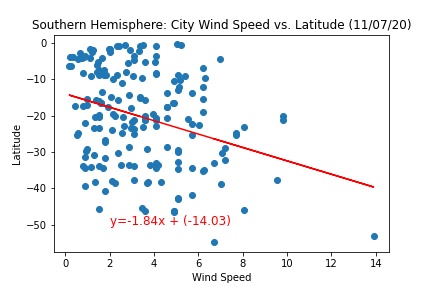 Southern Hemisphere: City Wind Speed vs. Latitude (11/07/20)
0
−10
−20
−30
−40
−50
Latitude
y=-1.84x + (-14.03)
0 2 4 6 8 10 12 14
Wind Speed